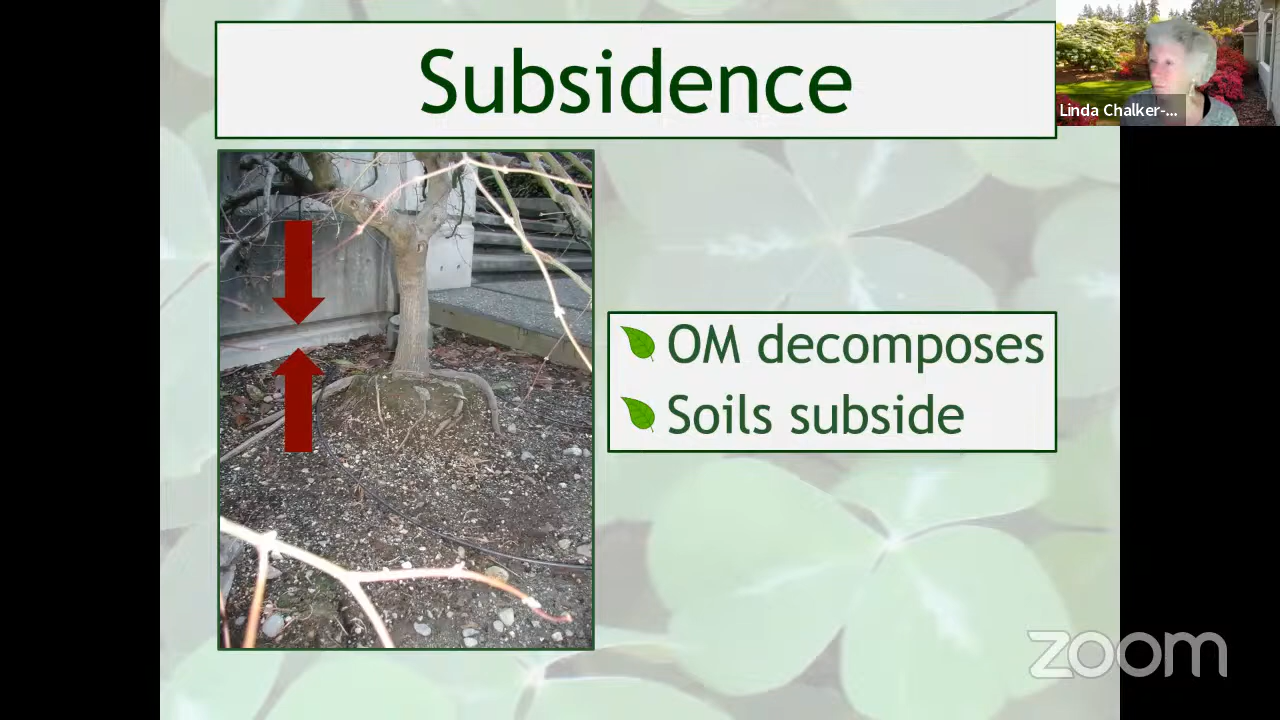 Subsidence
Linda Chalker-...
OM decomposes
Soils subside
zoom